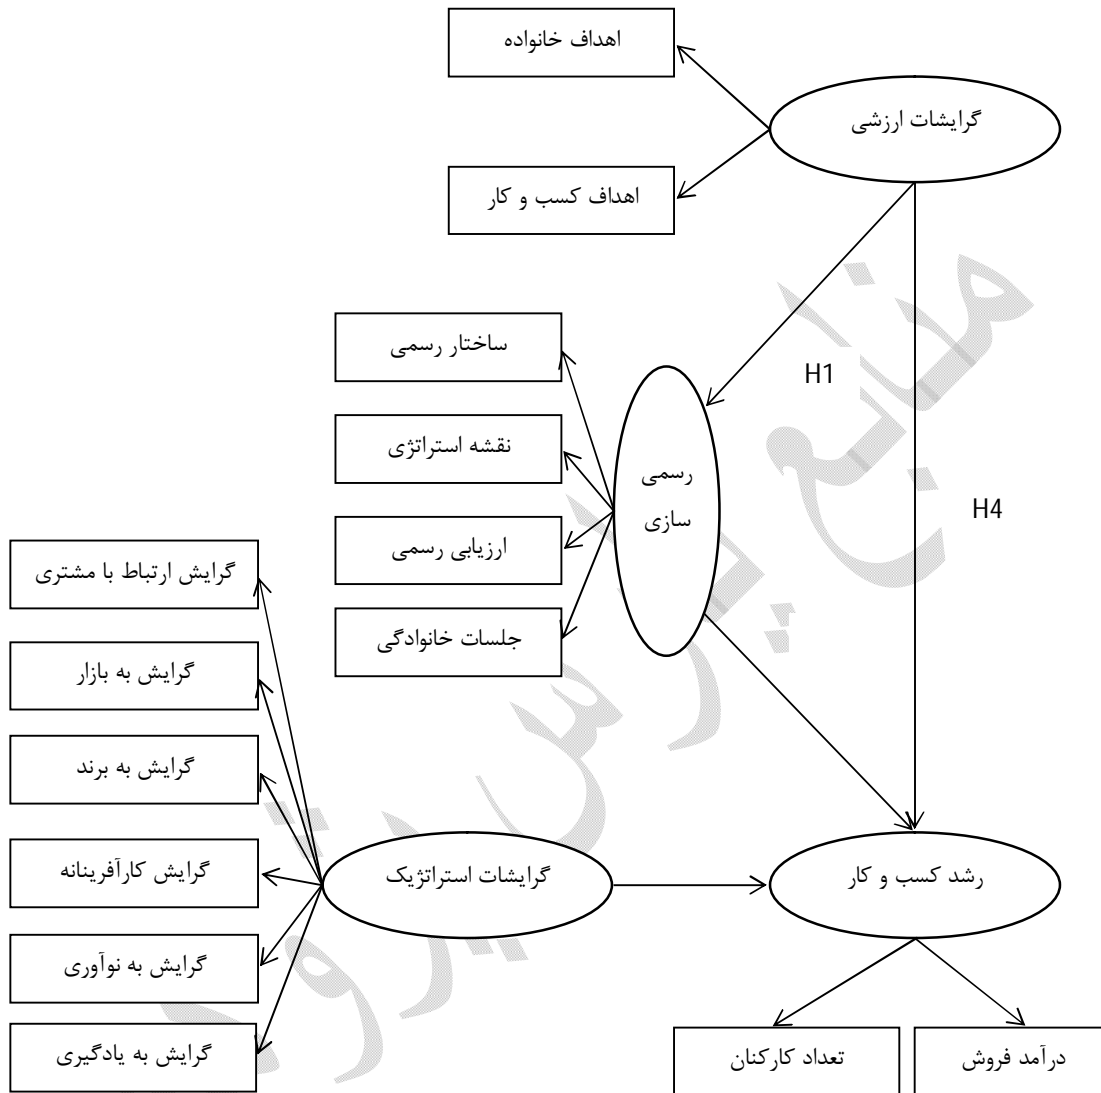 اهداف خانواده
گرایشات ارزشی
اهداف کسب و کار
ساختار رسمی
H1
نقشه استراتژی
رسمی
سازی
H4
ارزیابی رسمی
گرایش ارتباط با مشتری
جلسات خانوادگی
گرایش به بازار
گرایش به برند
گرایش کارآفرینانه
گرایشات استراتژیک
رشد کسب و کار
گرایش به نوآوری
گرایش به یادگیری
تعداد کارکنان
درآمد فروش